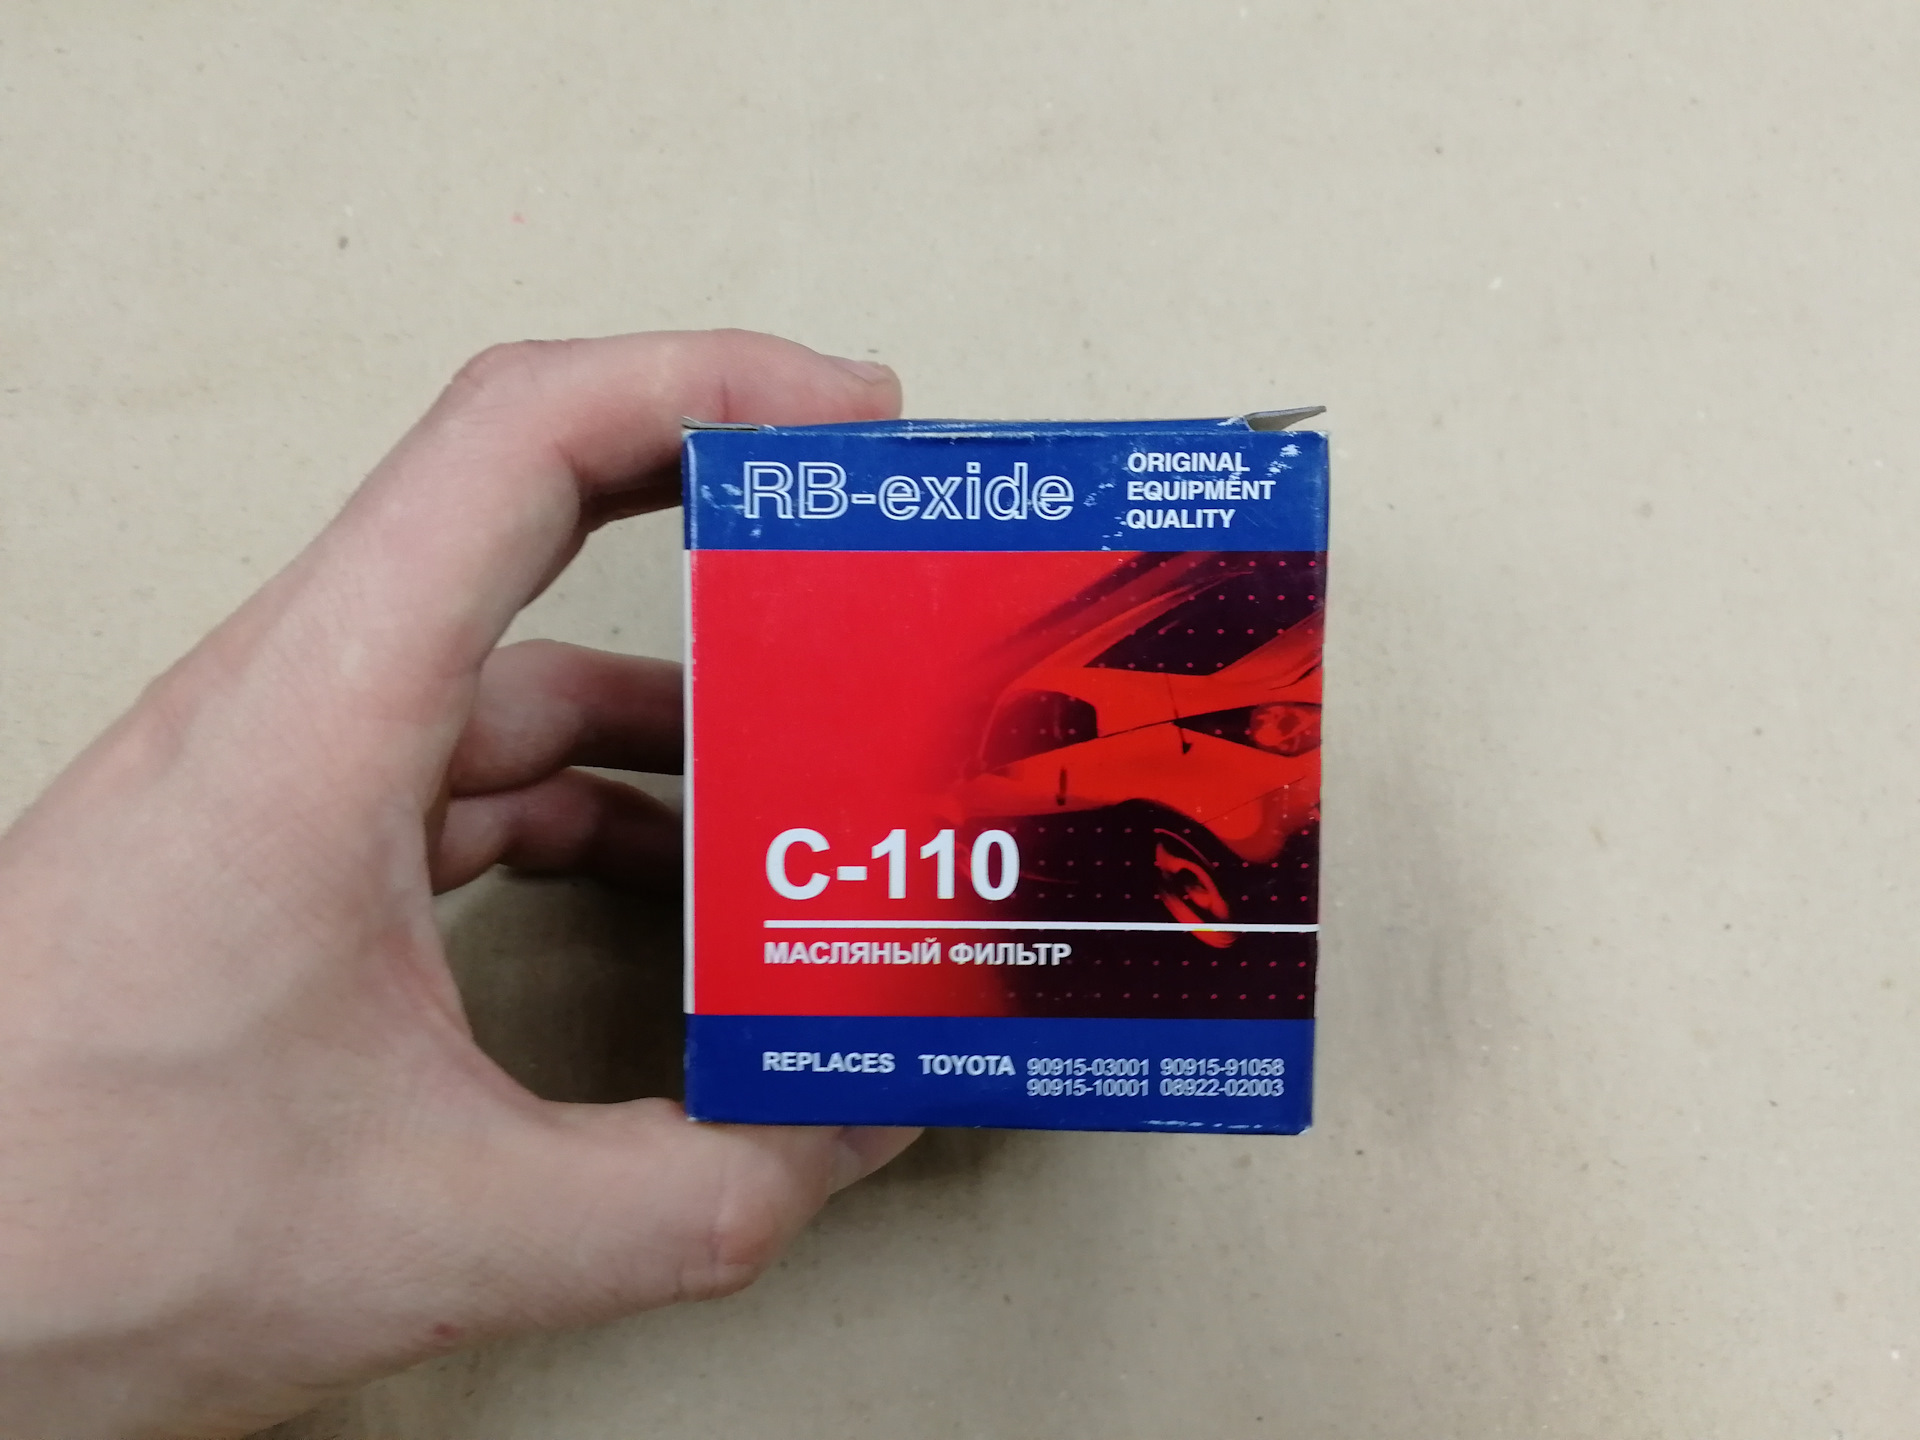 RB-exide
ORIGINAL
EQUIPMENT
QUALITY
C-110
МАСЛЯНЫЙ ФИЛЬТР
REPLACES TOYOTA 90915-03001 90915-91058
90915-10001 08922-02003